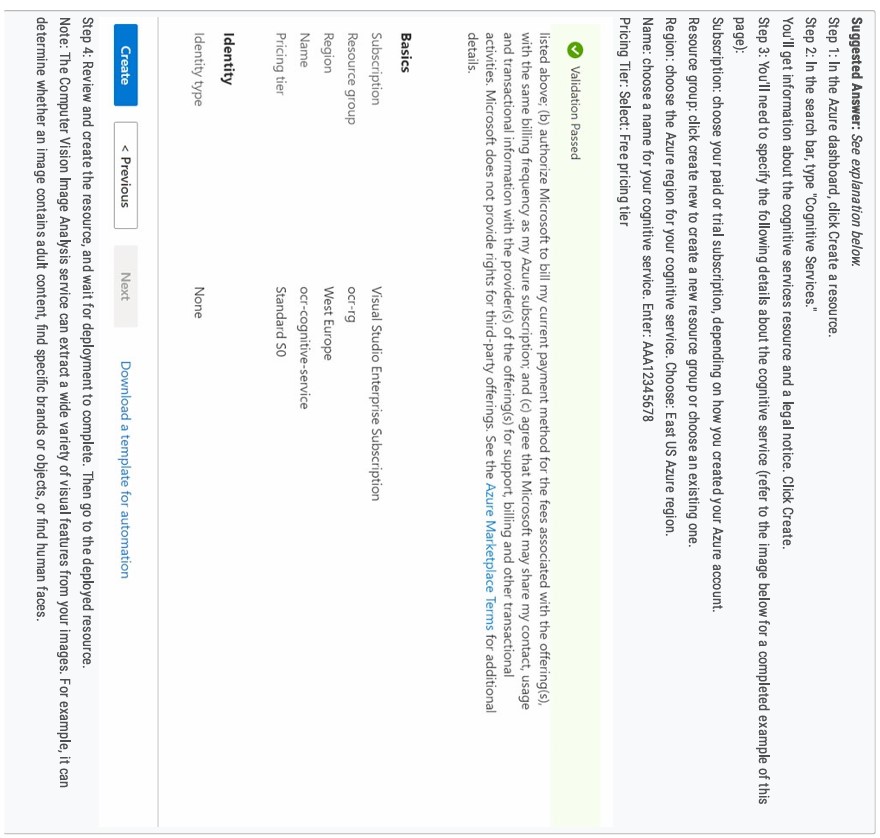 Suggested Answer: See explanation below.
Step 1: In the Azure dashboard, click Create a resource.
Step 2: In the search bar, type "Cognitive Services."
You'll get information about the cognitive services resource and a legal notice. Click Create.
Step 3: You'll need to specify the following details about the cognitive service (refer to the image below for a completed example of this
page):
Subscription: choose your paid or trial subscription, depending on how you created your Azure account.
Resource group: click create new to create a new resource group or choose an existing one.
Region: choose the Azure region for your cognitive service. Choose: East US Azure region.
Name: choose a name for your cognitive service. Enter: AAA12345678
Pricing Tier: Select: Free pricing tier
Validation Passed
listed above; (b) authorize Microsoft to bill my current payment method for the fees associated with the offering(s),
with the same billing frequency as my Azure subscription; and (c) agree that Microsoft may share my contact, usage
and transactional information with the provider(s) of the offering(s) for support, billing and other transactional
activities. Microsoft does not provide rights for third-party offerings. See the Azure Marketplace Terms for additional
details.
Basics
Subscription Visual Studio Enterprise Subscription
Resource group ocr-rg
Region West Europe
Name ocr-cognitive-service
Pricing tier Standard S0
Identity
Identity type None
Create < Previous Next Download a template for automation
Step 4: Review and create the resource, and wait for deployment to complete. Then go to the deployed resource.
Note: The Computer Vision Image Analysis service can extract a wide variety of visual features from your images. For example, it can
determine whether an image contains adult content, find specific brands or objects, or find human faces.